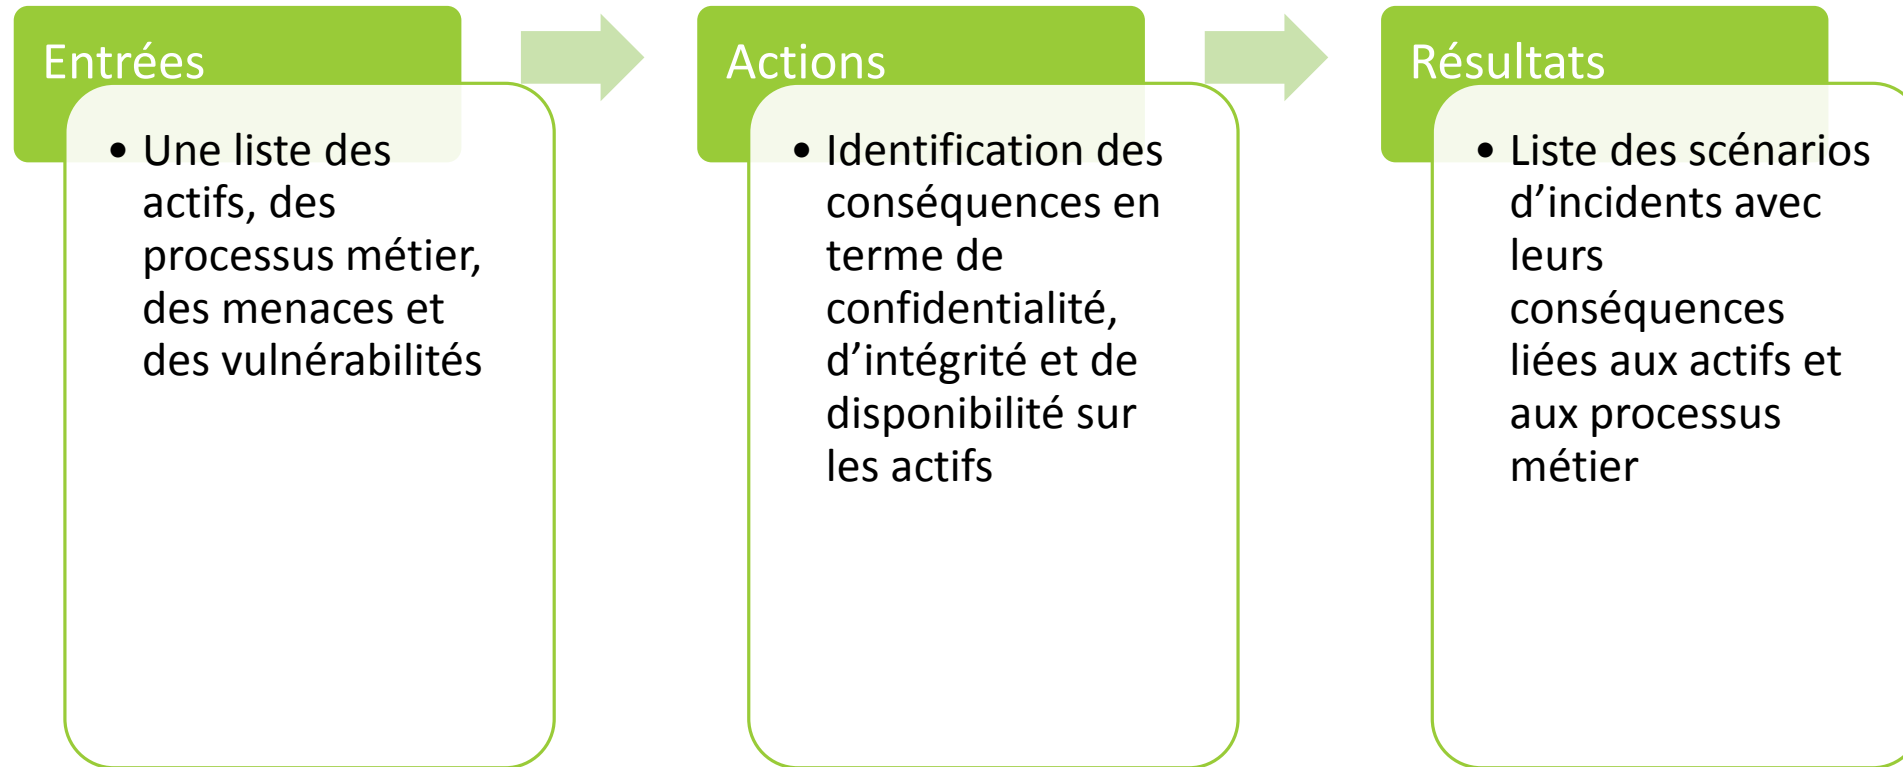 Entrées
• Une liste des
actifs, des
processus métier,
des menaces et
des vulnérabilités
Actions
• Identification des
conséquences en
terme de
confidentialité,
d’intégrité et de
disponibilité sur
les actifs
Résultats
• Liste des scénarios
d’incidents avec
leurs
conséquences
liées aux actifs et
aux processus
métier